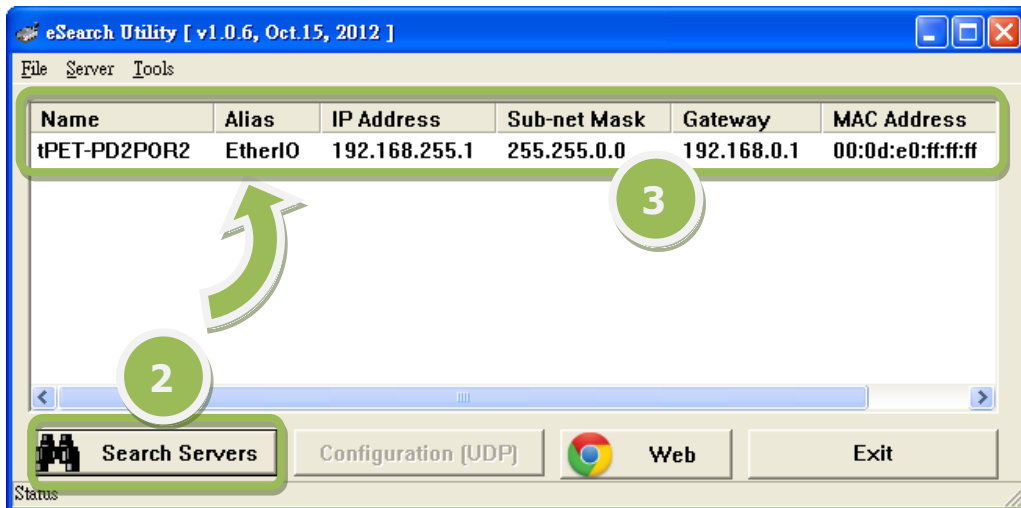 eSearch Utility [ v1.0.6, Oct.15, 2012 ]
File Server Tools
Name Alias IP Address Sub-net Mask Gateway MAC Address
tPET-PD2POR2 EtherIO 192.168.255.1 255.255.0.0 192.168.0.1 00:0d:e0:ff:ff:ff
3
2
Search Servers Configuration (UDP) Web Exit
Status